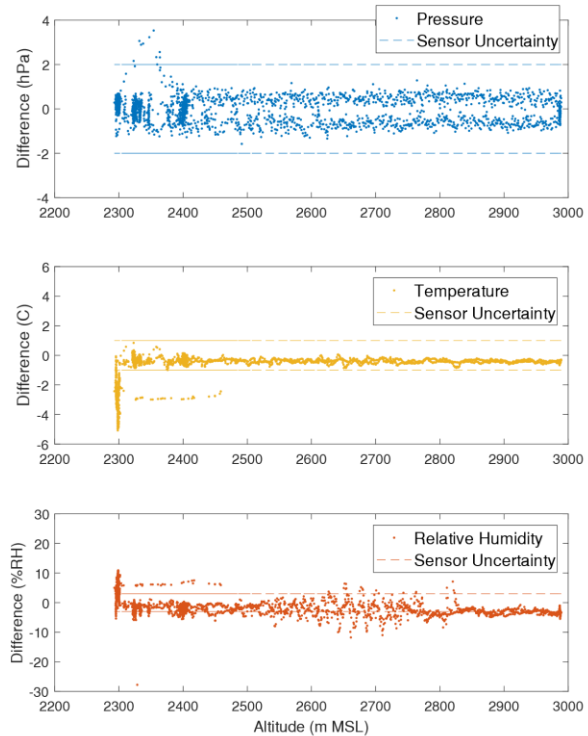 4
2
0
-2
-4
Difference (hPa)
Pressure
Sensor Uncertainty
2200 2300 2400 2500 2600 2700 2800 2900 3000
6
4
2
0
-2
-4
-6
Difference (C)
Temperature
Sensor Uncertainty
2200 2300 2400 2500 2600 2700 2800 2900 3000
30
20
10
0
-10
-20
-30
Difference (%RH)
Relative Humidity
Sensor Uncertainty
2200 2300 2400 2500 2600 2700 2800 2900 3000
Altitude (m MSL)